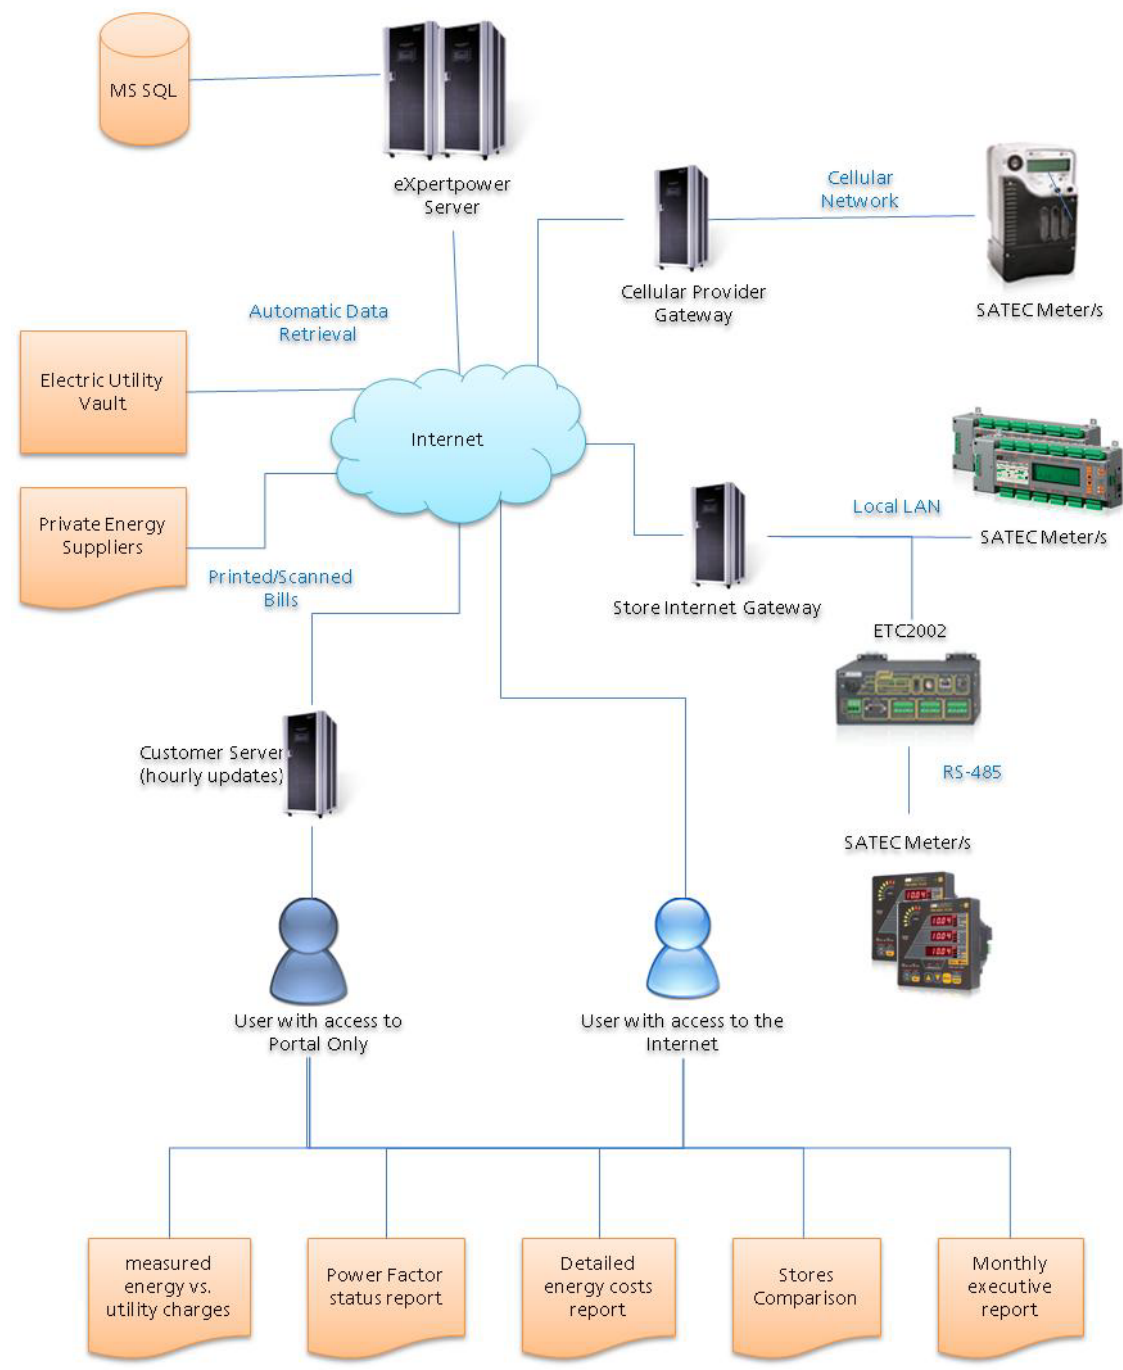 MS SQL
eXpertpower
Server
Cellular
Network
Cellular Provider
Gateway
SATEC Meter/s
Automatic Data
Retrieval
Electric Utility
Vault
Internet
Private Energy
Suppliers
Printed/Scanned
Bills
Local LAN
SATEC Meter/s
Store Internet Gateway
ETC2002
RS-485
SATEC Meter/s
Customer Server
(hourly updates)
User with access to
Portal Only
User with access to the
Internet
measured
energy vs.
utility charges
Power Factor
status report
Detailed
energy costs
report
Stores
Comparison
Monthly
executive
report